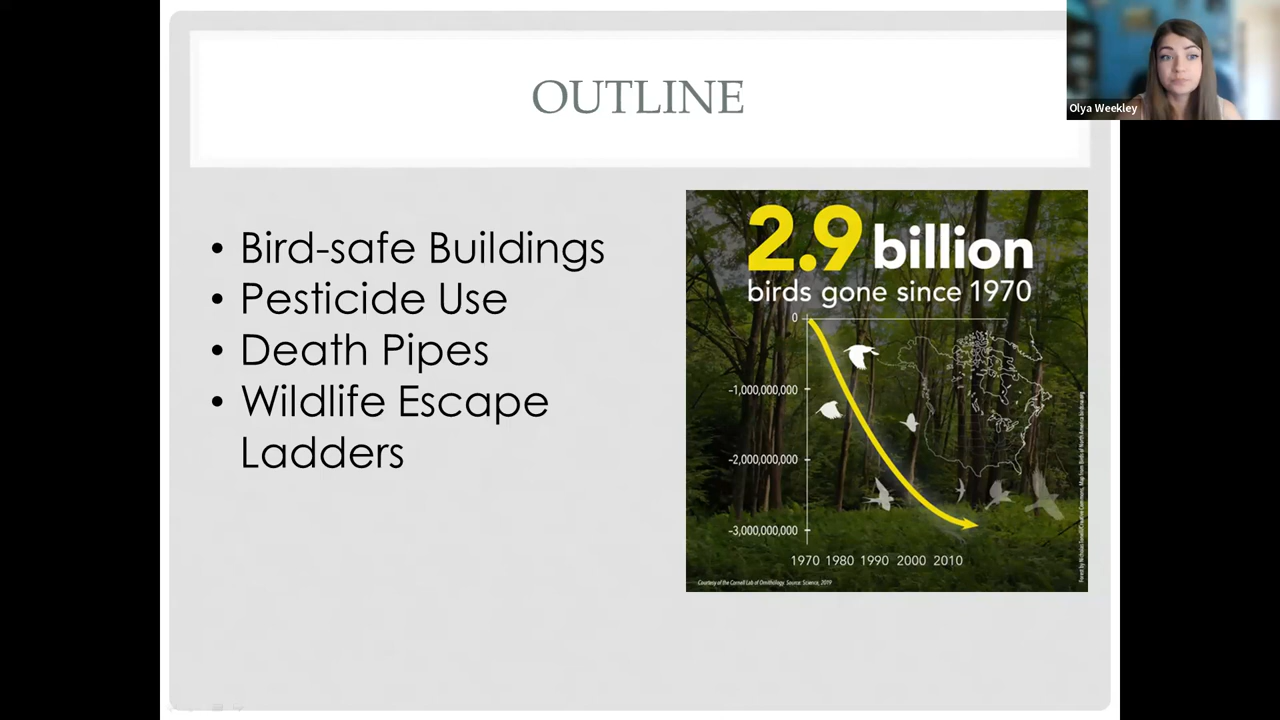 OUTLINE
Olya Weekley
• Bird-safe Buildings
• Pesticide Use
• Death Pipes
• Wildlife Escape
Ladders
2.9 billion
birds gone since 1970
0
-1,000,000,000
-2,000,000,000
-3,000,000,000
1970 1980 1990 2000 2010
Courtesy of the Cornell Lab of Ornithology. Source: Science, 2019